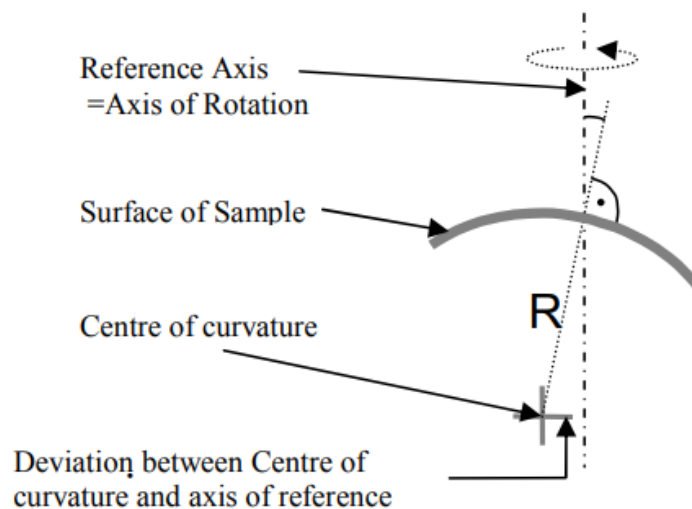 Reference Axis
=Axis of Rotation
Surface of Sample
R
Centre of curvature
Deviation between Centre of
curvature and axis of reference